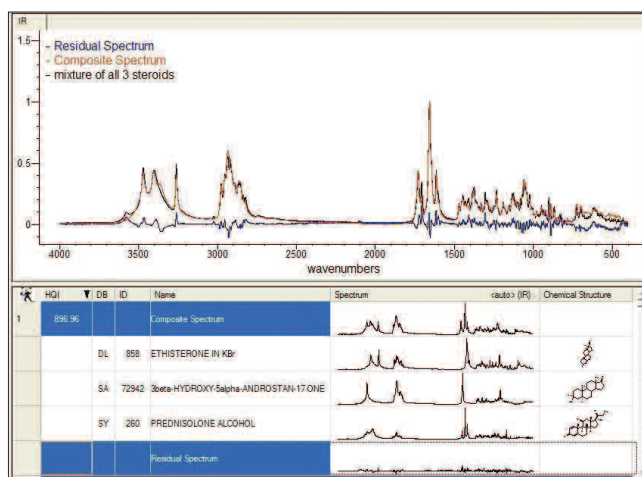 IR
1.5
– Residual Spectrum
– Composite Spectrum
– mixture of all 3 steroids
1
0.5
0
4000 3500 3000 2500 2000 1500 1000 500
wavenumbers
HQI DB ID Name Spectrum <auto> (IR) Chemical Structure
1 896.96 Composite Spectrum
DL 858 ETHISTERONE IN KBr
SA 72942 3beta-HYDROXY-5alpha-ANDROSTAN-17-ONE
SY 260 PREDNISOLONE ALCOHOL
Residual Spectrum